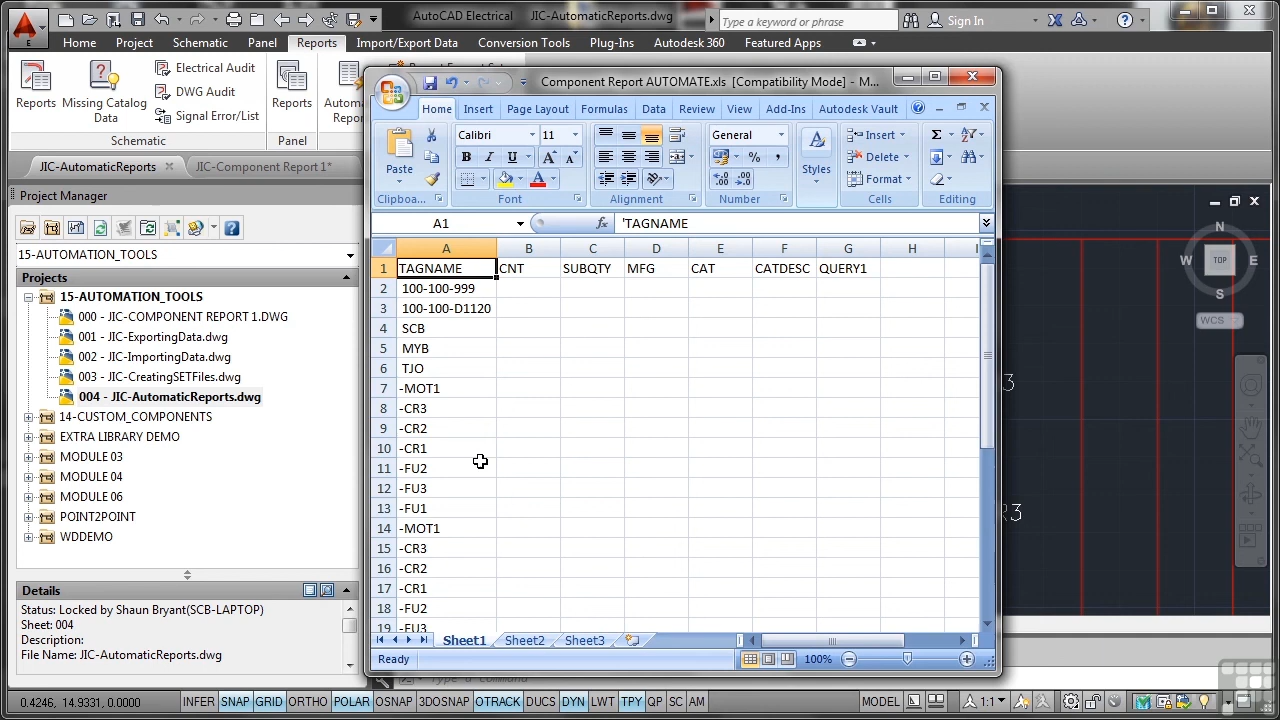 AutoCAD Electrical JIC-AutomaticReports.dwg
Type a keyword or phrase
Sign In
Home Project Schematic Panel Reports Import/Export Data Conversion Tools Plug-Ins Autodesk 360 Featured Apps
Reports
Missing Catalog
Data
Electrical Audit
DWG Audit
Signal Error/List
Schematic
Reports
Panel
JIC-AutomaticReports
JIC-Component Report 1*
Project Manager
15-AUTOMATION_TOOLS
Projects
15-AUTOMATION_TOOLS
000 - JIC-COMPONENT REPORT 1.DWG
001 - JIC-ExportingData.dwg
002 - JIC-ImportingData.dwg
003 - JIC-CreatingSETFiles.dwg
004 - JIC-AutomaticReports.dwg
14-CUSTOM_COMPONENTS
EXTRA LIBRARY DEMO
MODULE 03
MODULE 04
MODULE 06
POINT2POINT
WDDEMO
Details
Status: Locked by Shaun Bryant(SCB-LAPTOP)
Sheet: 004
Description:
File Name: JIC-AutomaticReports.dwg
Component Report AUTOMATE.xls [Compatibility Mode] - M...
Home Insert Page Layout Formulas Data Review View Add-Ins Autodesk Vault
Paste
Clipboa...
Calibri 11
B I U
Font
Alignment
General
Number
Styles
Insert
Delete
Format
Cells
Editing
A1 fx 'TAGNAME
A B C D E F G H I
1 TAGNAME CNT SUBQTY MFG CAT CATDESC QUERY1
2 100-100-999
3 100-100-D1120
4 SCB
5 MYB
6 TJO
7 -MOT1
8 -CR3
9 -CR2
10 -CR1
11 -FU2
12 -FU3
13 -FU1
14 -MOT1
15 -CR3
16 -CR2
17 -CR1
18 -FU2
19 -FU3
Sheet1 Sheet2 Sheet3
Ready 100%
N
W TOP E
S
WCS
Type a command
INFER SNAP GRID ORTHO POLAR OSNAP 3DOSNAP OTRACK DUCS DYN LWT TPY QP SC AM
MODEL 1:1